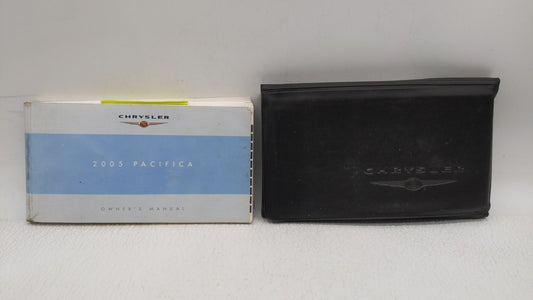 CHRYSLER
2005 PACIFICA
OWNER'S MANUAL
CHRYSLER